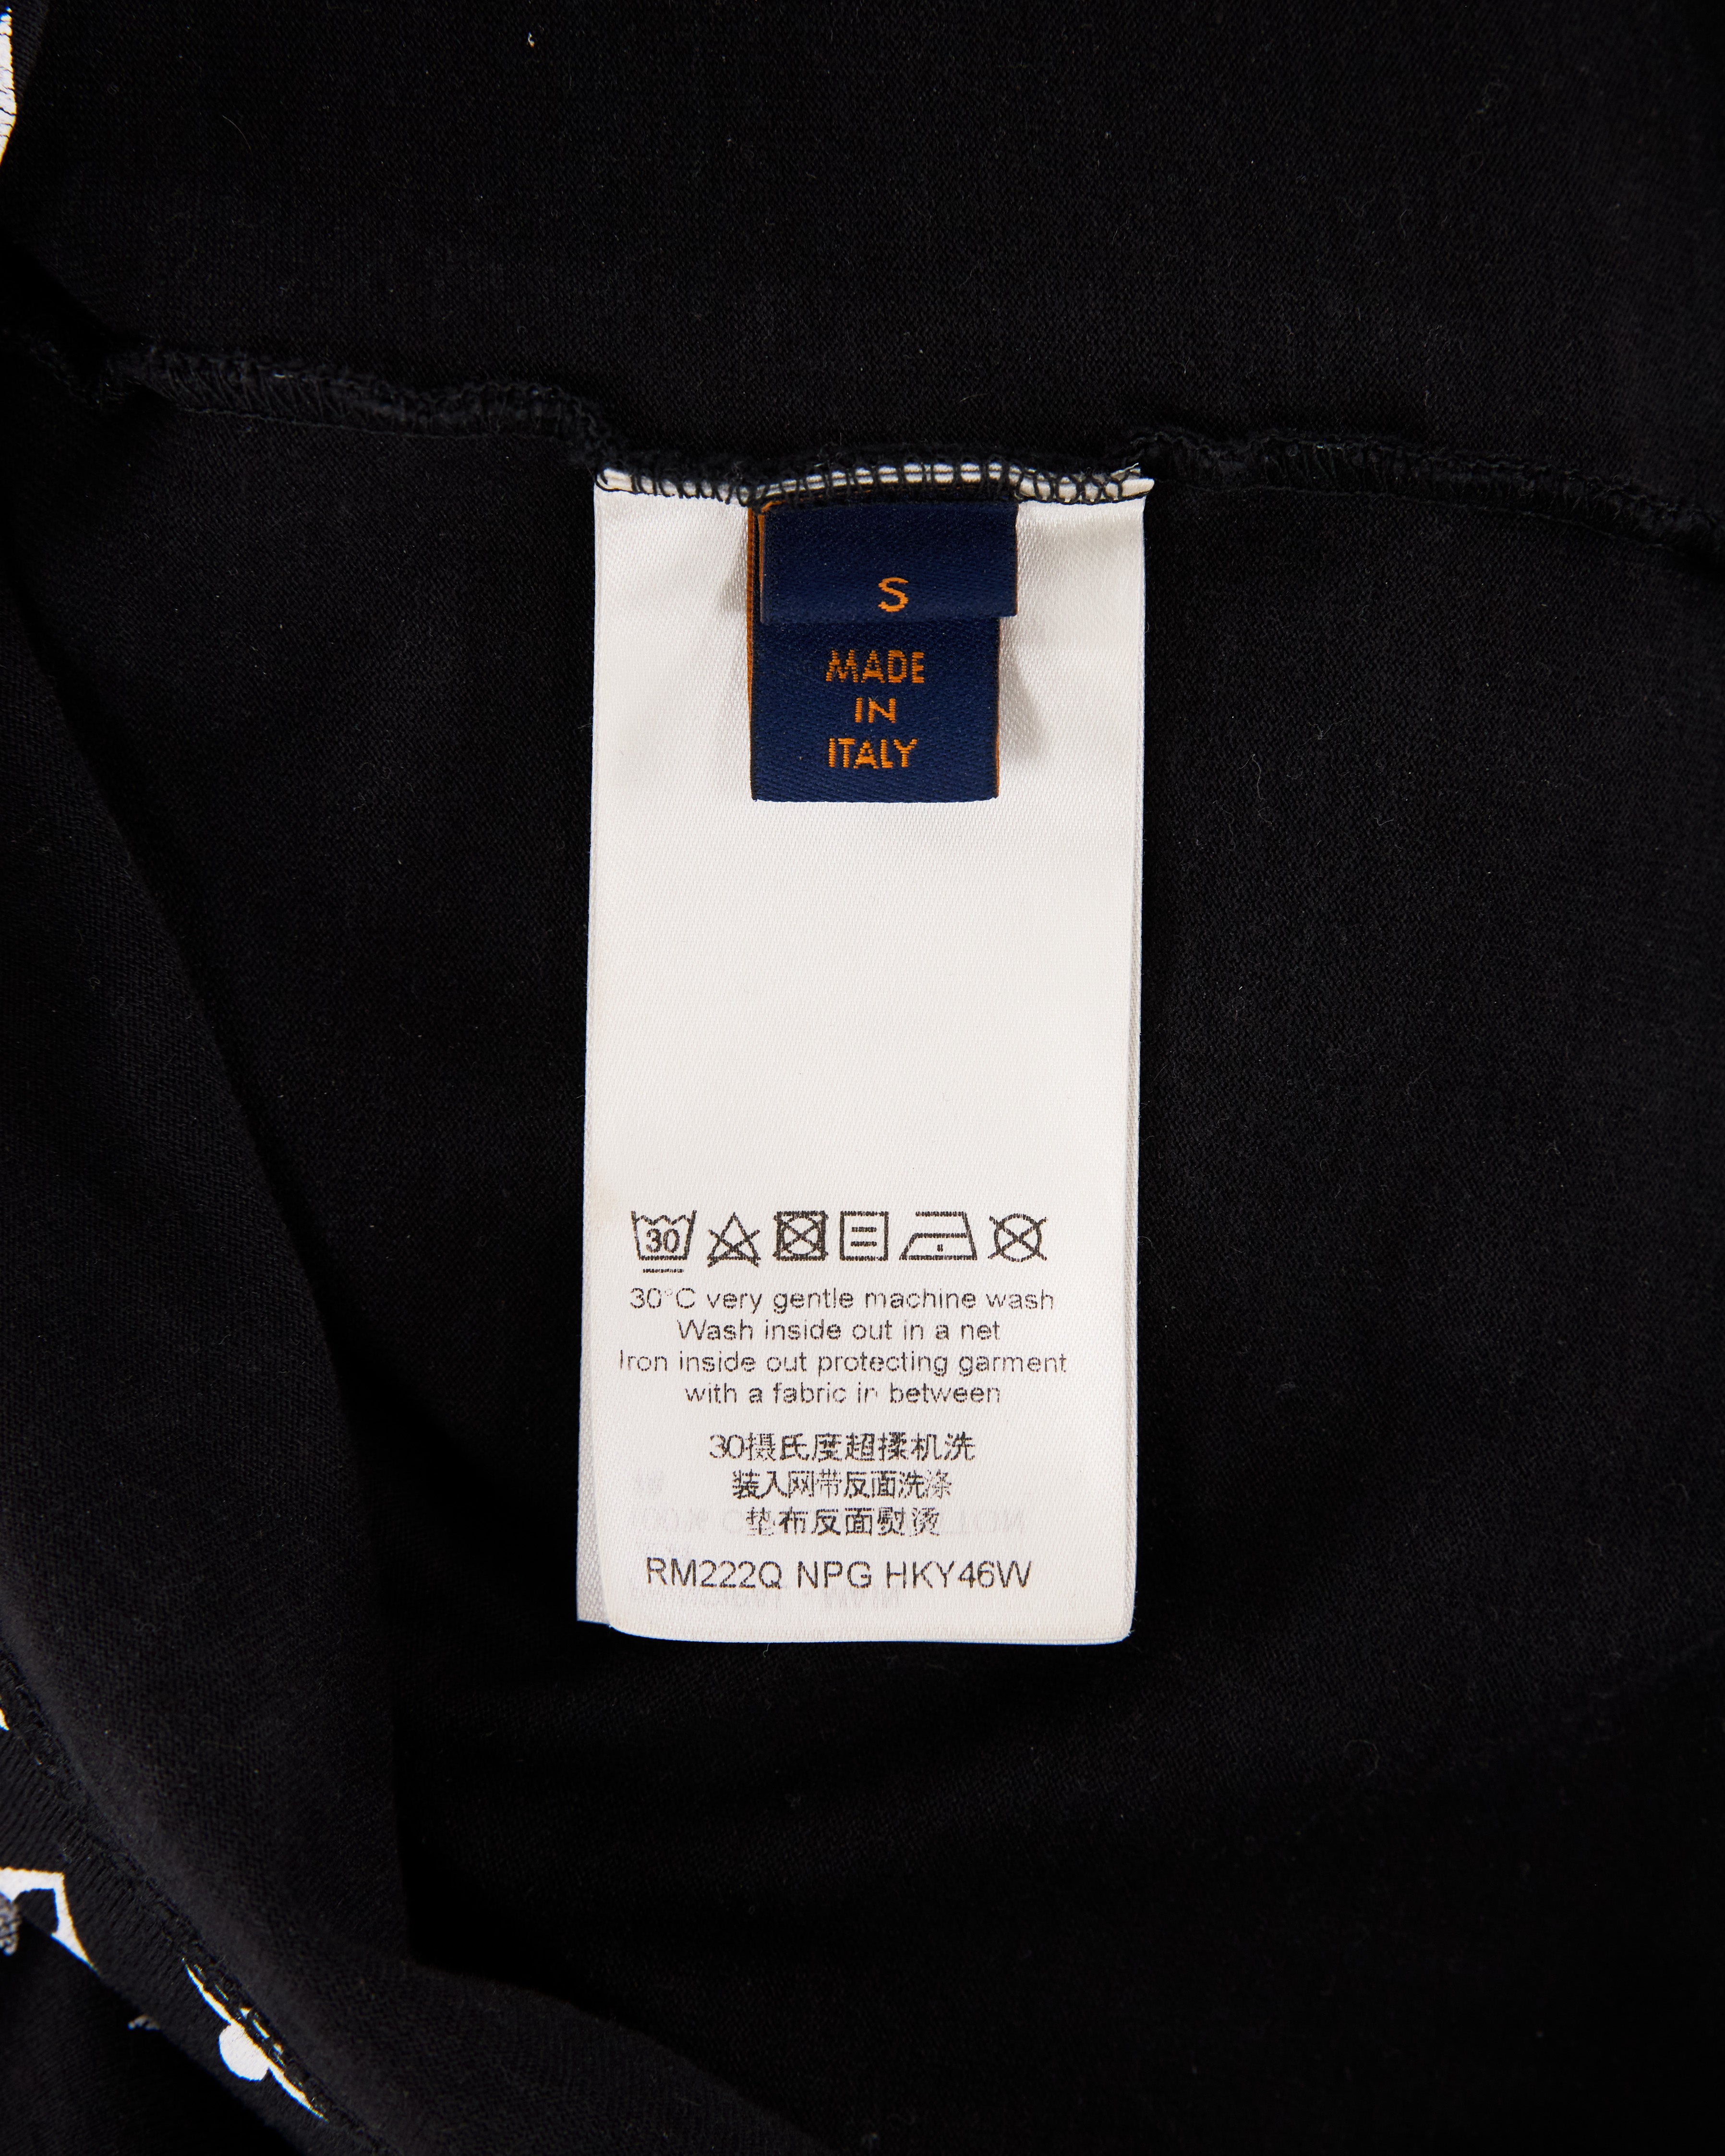 S
MADE
IN
ITALY
30
30°C very gentle machine wash
Wash inside out in a net
Iron inside out protecting garment
with a fabric in between
30摄氏度超揉机洗
装入网带反面洗涤
垫布反面熨烫
RM222Q NPG HKY46W